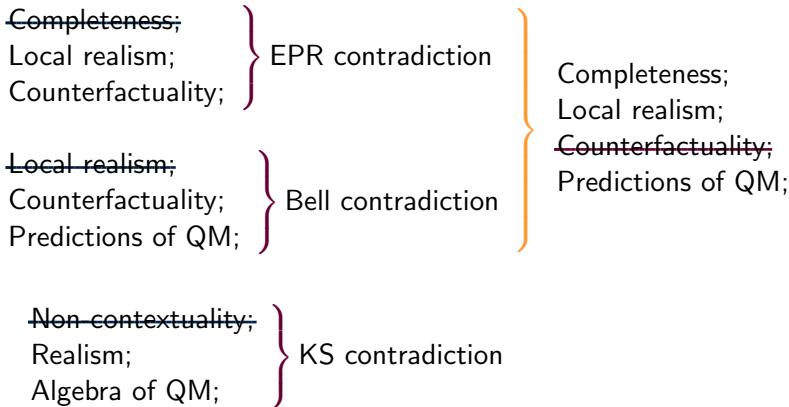 Completeness;
Local realism;
Counterfactuality;
EPR contradiction
Local realism;
Counterfactuality;
Predictions of QM;
Bell contradiction
Completeness;
Local realism;
Counterfactuality;
Predictions of QM;
Non-contextuality;
Realism;
Algebra of QM;
KS contradiction